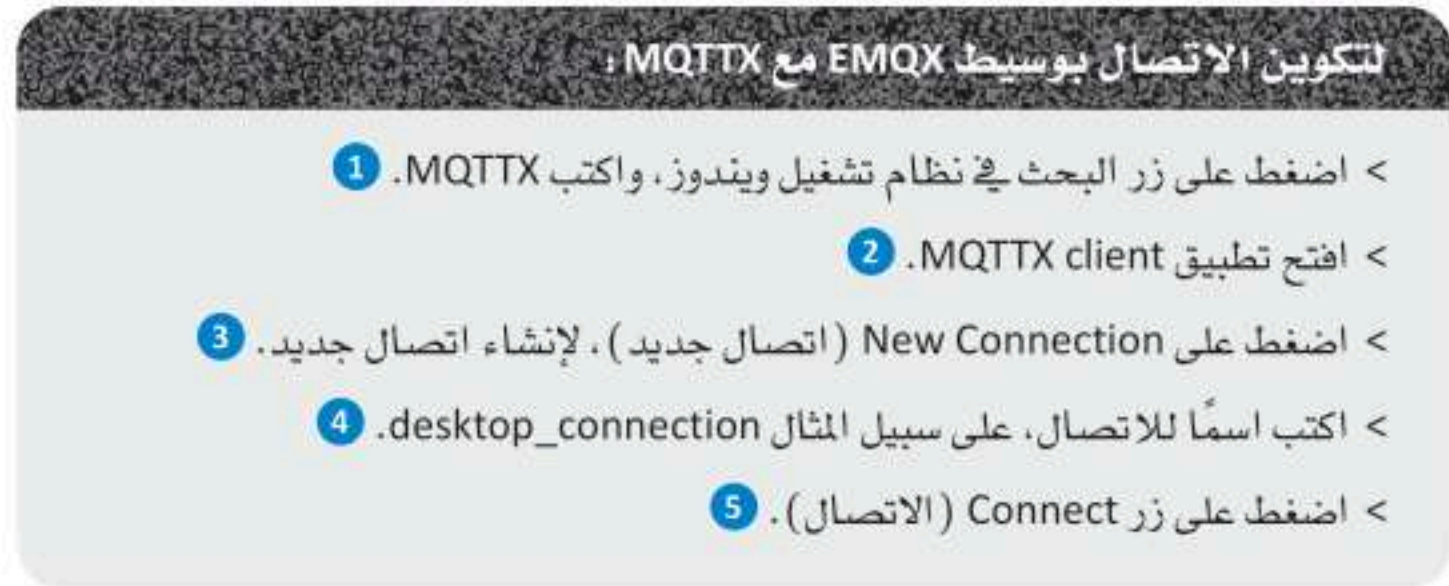 لتكوين الاتصال بوسيط EMQX مع MQTTX:
> اضغط على زر البحث في نظام تشغيل ويندوز، واكتب MQTTX. 1
> افتح تطبيق MQTTX client. 2
> اضغط على New Connection (اتصال جديد)، لإنشاء اتصال جديد. 3
> اكتب اسمًا للاتصال، على سبيل المثال desktop_connection. 4
> اضغط على زر Connect (الاتصال). 5